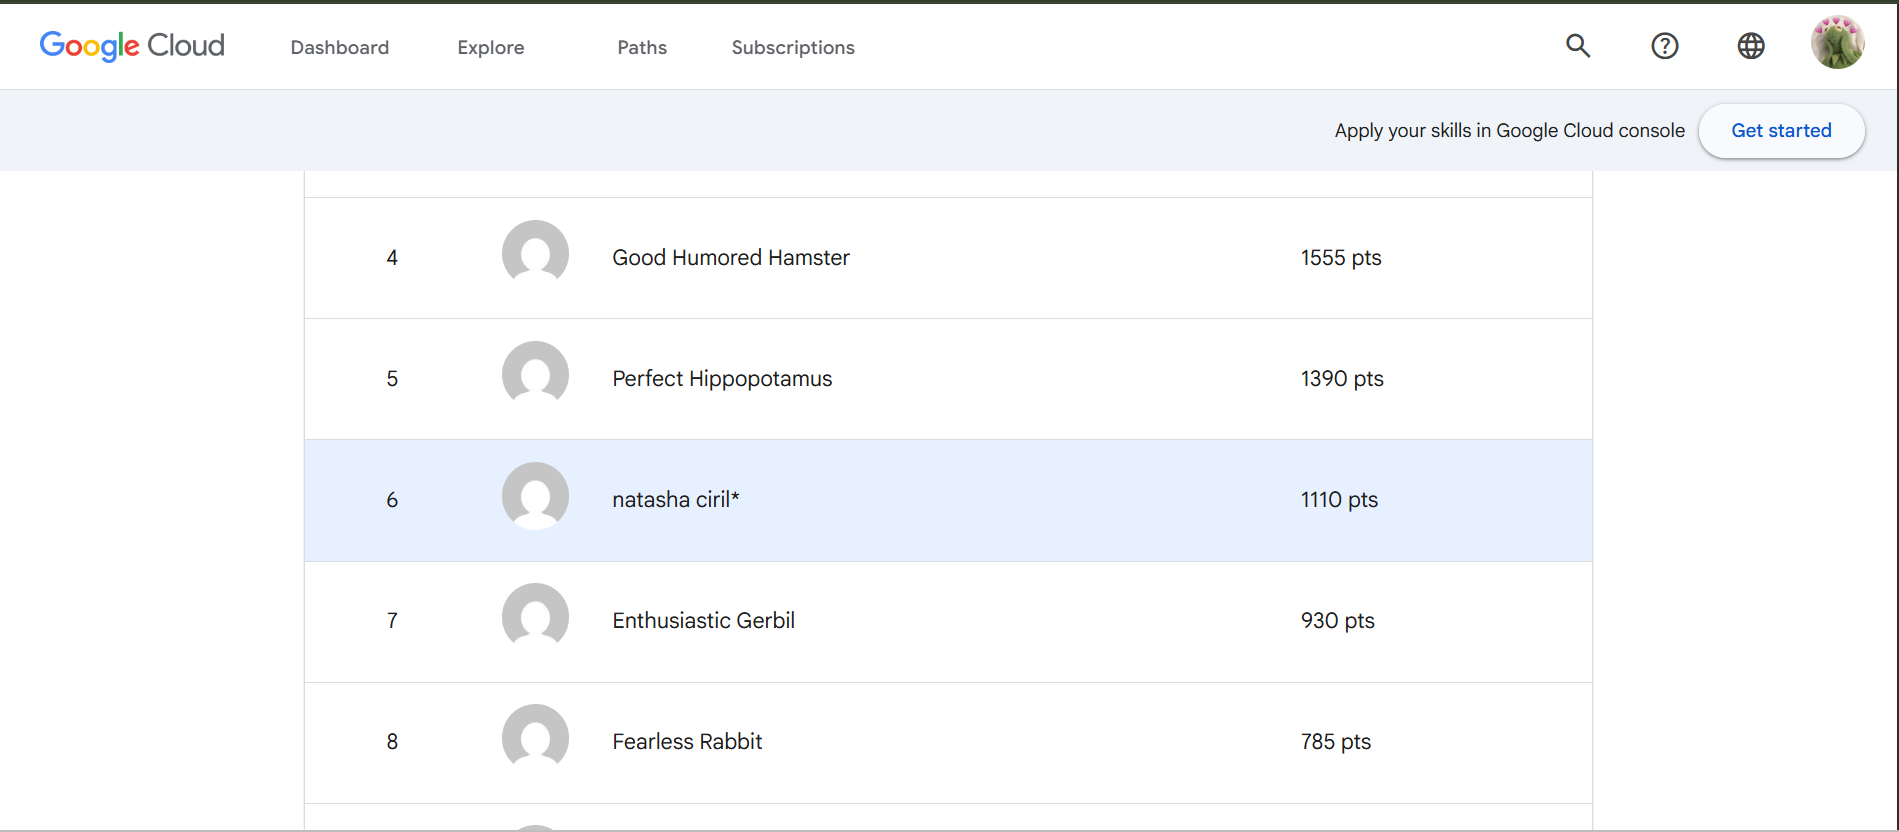 Google Cloud Dashboard Explore Paths Subscriptions
Apply your skills in Google Cloud console Get started
4 Good Humored Hamster 1555 pts
5 Perfect Hippopotamus 1390 pts
6 natasha ciril* 1110 pts
7 Enthusiastic Gerbil 930 pts
8 Fearless Rabbit 785 pts